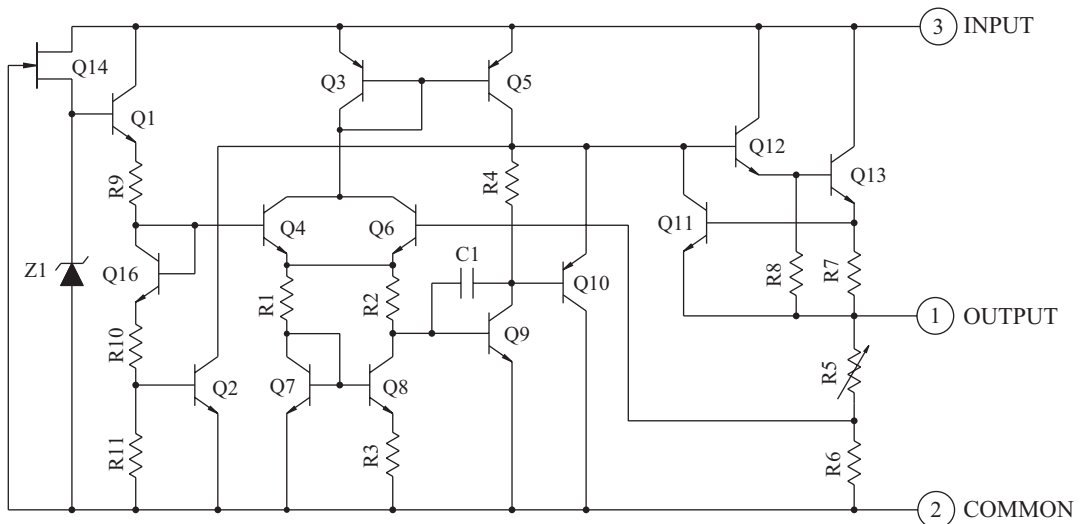 3 INPUT
Q14
Q3
Q5
Q1
Q12
R9
R4
Q13
Q4
Q6
Q11
C1
Z1
Q16
R1
R2
Q10
R8
R7
1 OUTPUT
R10
Q9
Q2
Q7
Q8
R5
R11
R3
R6
2 COMMON